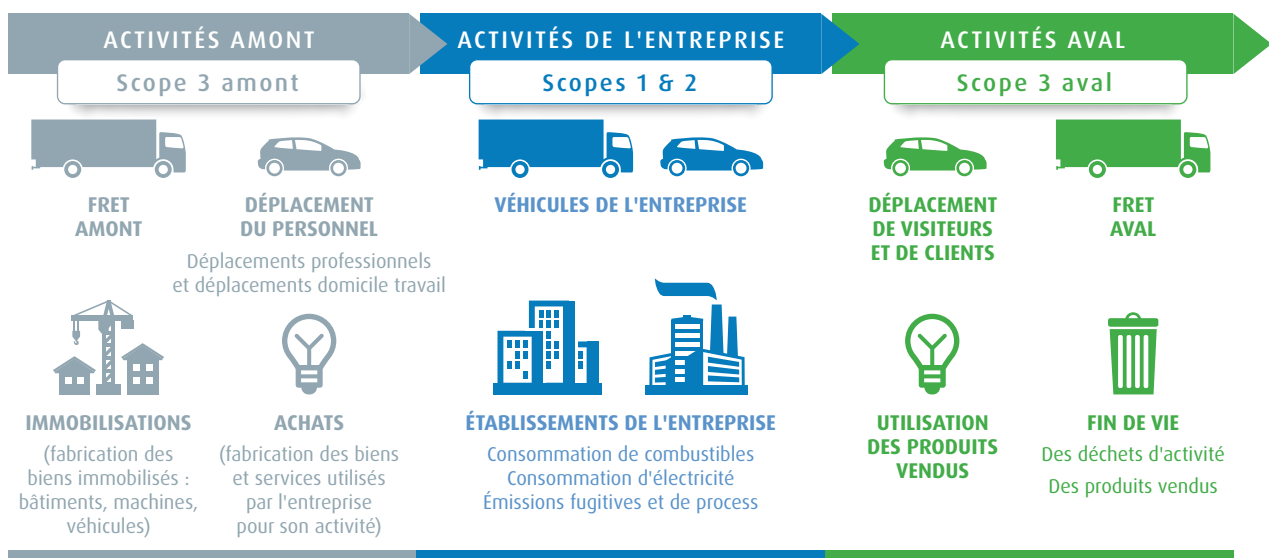 ACTIVITÉS AMONT
Scope 3 amont
FRET
AMONT
DÉPLACEMENT
DU PERSONNEL
Déplacements professionnels
et déplacements domicile travail
IMMOBILISATIONS
(fabrication des
biens immobilisés :
bâtiments, machines,
véhicules)
ACHATS
(fabrication des biens
et services utilisés
par l'entreprise
pour son activité)
ACTIVITÉS DE L'ENTREPRISE
Scopes 1 & 2
VÉHICULES DE L'ENTREPRISE
ÉTABLISSEMENTS DE L'ENTREPRISE
Consommation de combustibles
Consommation d'électricité
Émissions fugitives et de process
ACTIVITÉS AVAL
Scope 3 aval
DÉPLACEMENT
DE VISITEURS
ET DE CLIENTS
FRET
AVAL
UTILISATION
DES PRODUITS
VENDUS
FIN DE VIE
Des déchets d'activité
Des produits vendus